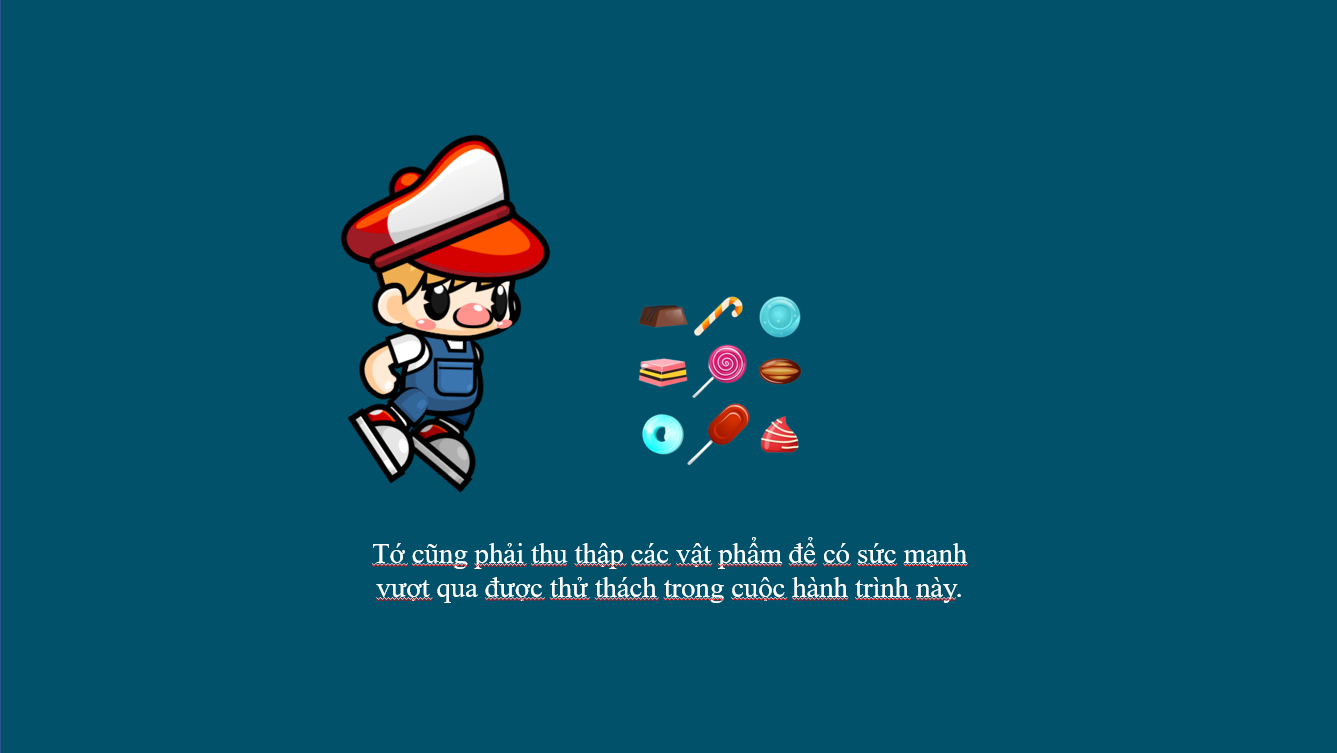 Tớ cũng phải thu thập các vật phẩm để có sức mạnh
vượt qua được thử thách trong cuộc hành trình này.